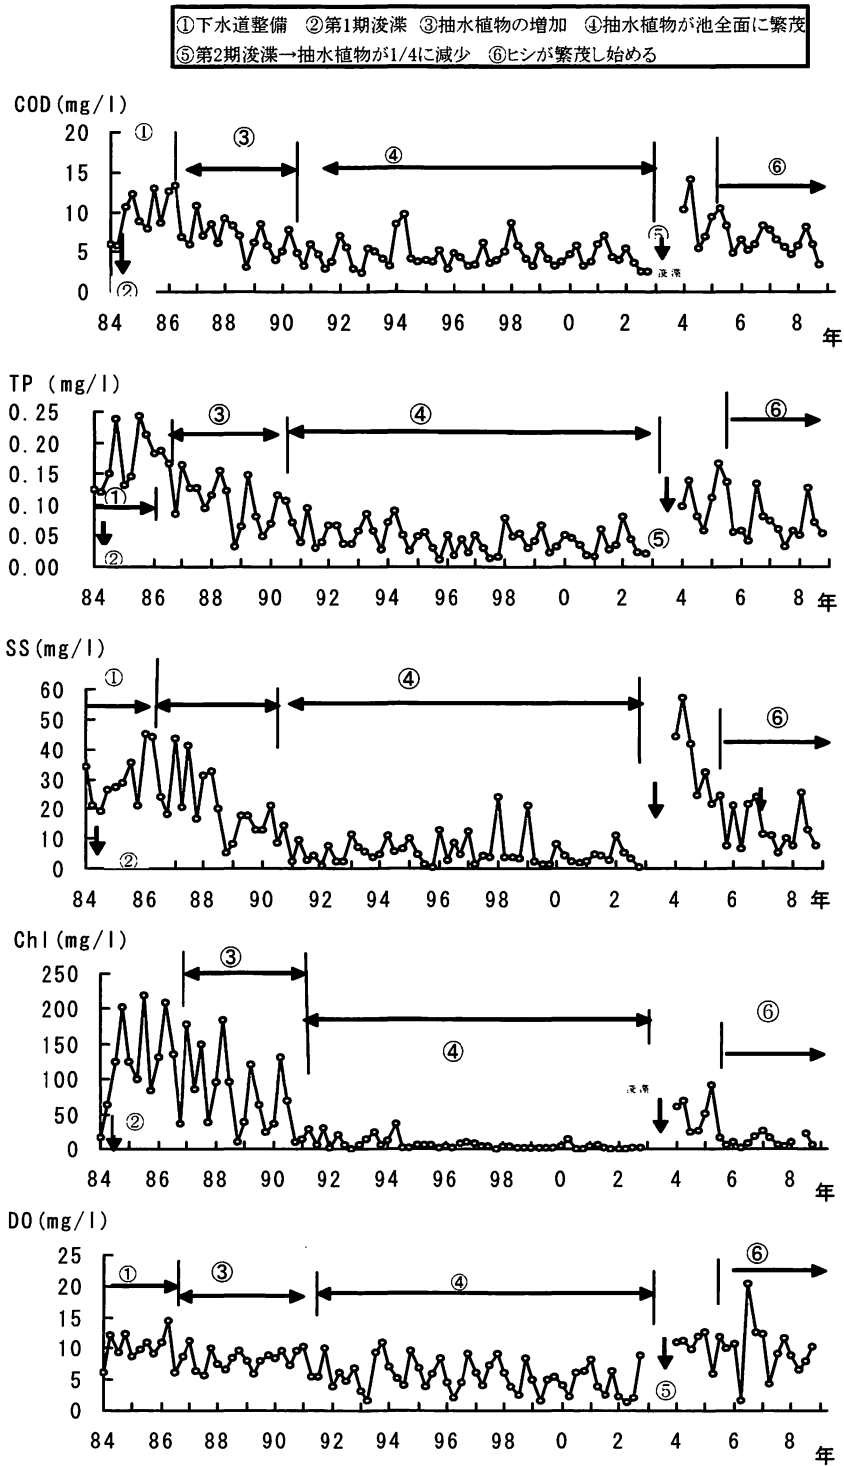 ①下水道整備 ②第1期浚渫 ③抽水植物の増加 ④抽水植物が池全面に繁茂
⑤第2期浚渫→抽水植物が1/4に減少 ⑥ヒシが繁茂し始める
COD(mg/l)
20
15
10
5
0
① ③ ④ ⑥
② ⑤ 浚渫
84 86 88 90 92 94 96 98 0 2 4 6 8 年
TP (mg/l)
0.25
0.20
0.15
0.10
0.05
0.00
③ ④ ⑥
① ② ⑤
84 86 88 90 92 94 96 98 0 2 4 6 8 年
SS(mg/l)
60
50
40
30
20
10
0
① ④ ⑥
②
84 86 88 90 92 94 96 98 0 2 4 6 8 年
Chl(mg/l)
250
200
150
100
50
0
③ ④ ⑥
② 浚渫
84 86 88 90 92 94 96 98 0 2 4 6 8 年
DO(mg/l)
25
20
15
10
5
0
① ③ ④ ⑥
⑤
84 86 88 90 92 94 96 98 0 2 4 6 8 年